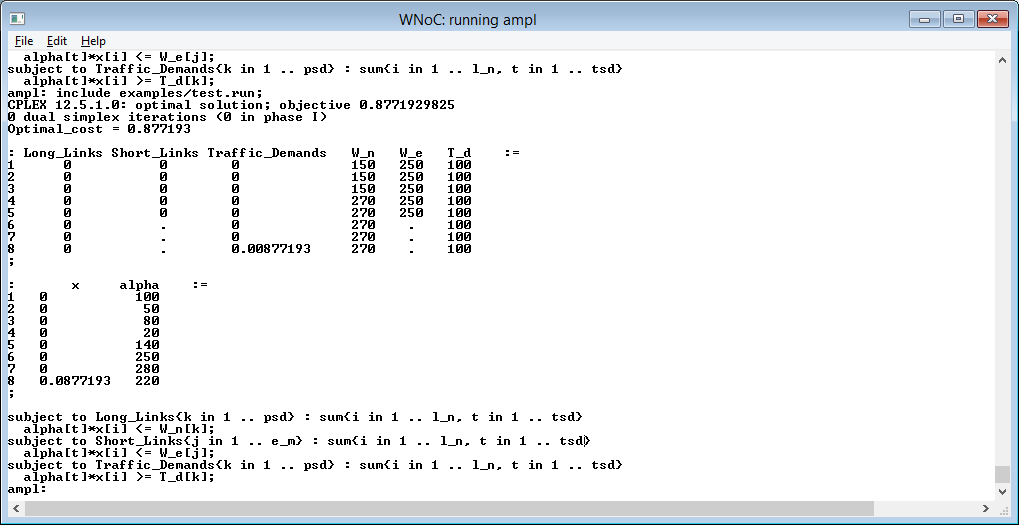 WNoC: running ampl
File Edit Help
alpha[t]*x[i] <= W_e[j];
subject to Traffic_Demands{k in 1 .. psd} : sum{i in 1 .. l_n, t in 1 .. tsd}
alpha[t]*x[i] >= T_d[k];
ampl: include examples/test.run;
CPLEX 12.5.1.0: optimal solution; objective 0.8771929825
0 dual simplex iterations (0 in phase I)
Optimal_cost = 0.877193
: Long_Links Short_Links Traffic_Demands W_n W_e T_d :=
1 0 0 0 150 250 100
2 0 0 0 150 250 100
3 0 0 0 150 250 100
4 0 0 0 270 250 100
5 0 0 0 270 250 100
6 0 . 0 270 . 100
7 0 . 0 270 . 100
8 0 . 0.00877193 270 . 100
;
: x alpha :=
1 0 100
2 0 50
3 0 80
4 0 20
5 0 140
6 0 250
7 0 280
8 0.0877193 220
;
subject to Long_Links{k in 1 .. psd} : sum{i in 1 .. l_n, t in 1 .. tsd}
alpha[t]*x[i] <= W_n[k];
subject to Short_Links{j in 1 .. e_m} : sum{i in 1 .. l_n, t in 1 .. tsd}
alpha[t]*x[i] <= W_e[j];
subject to Traffic_Demands{k in 1 .. psd} : sum{i in 1 .. l_n, t in 1 .. tsd}
alpha[t]*x[i] >= T_d[k];
ampl: